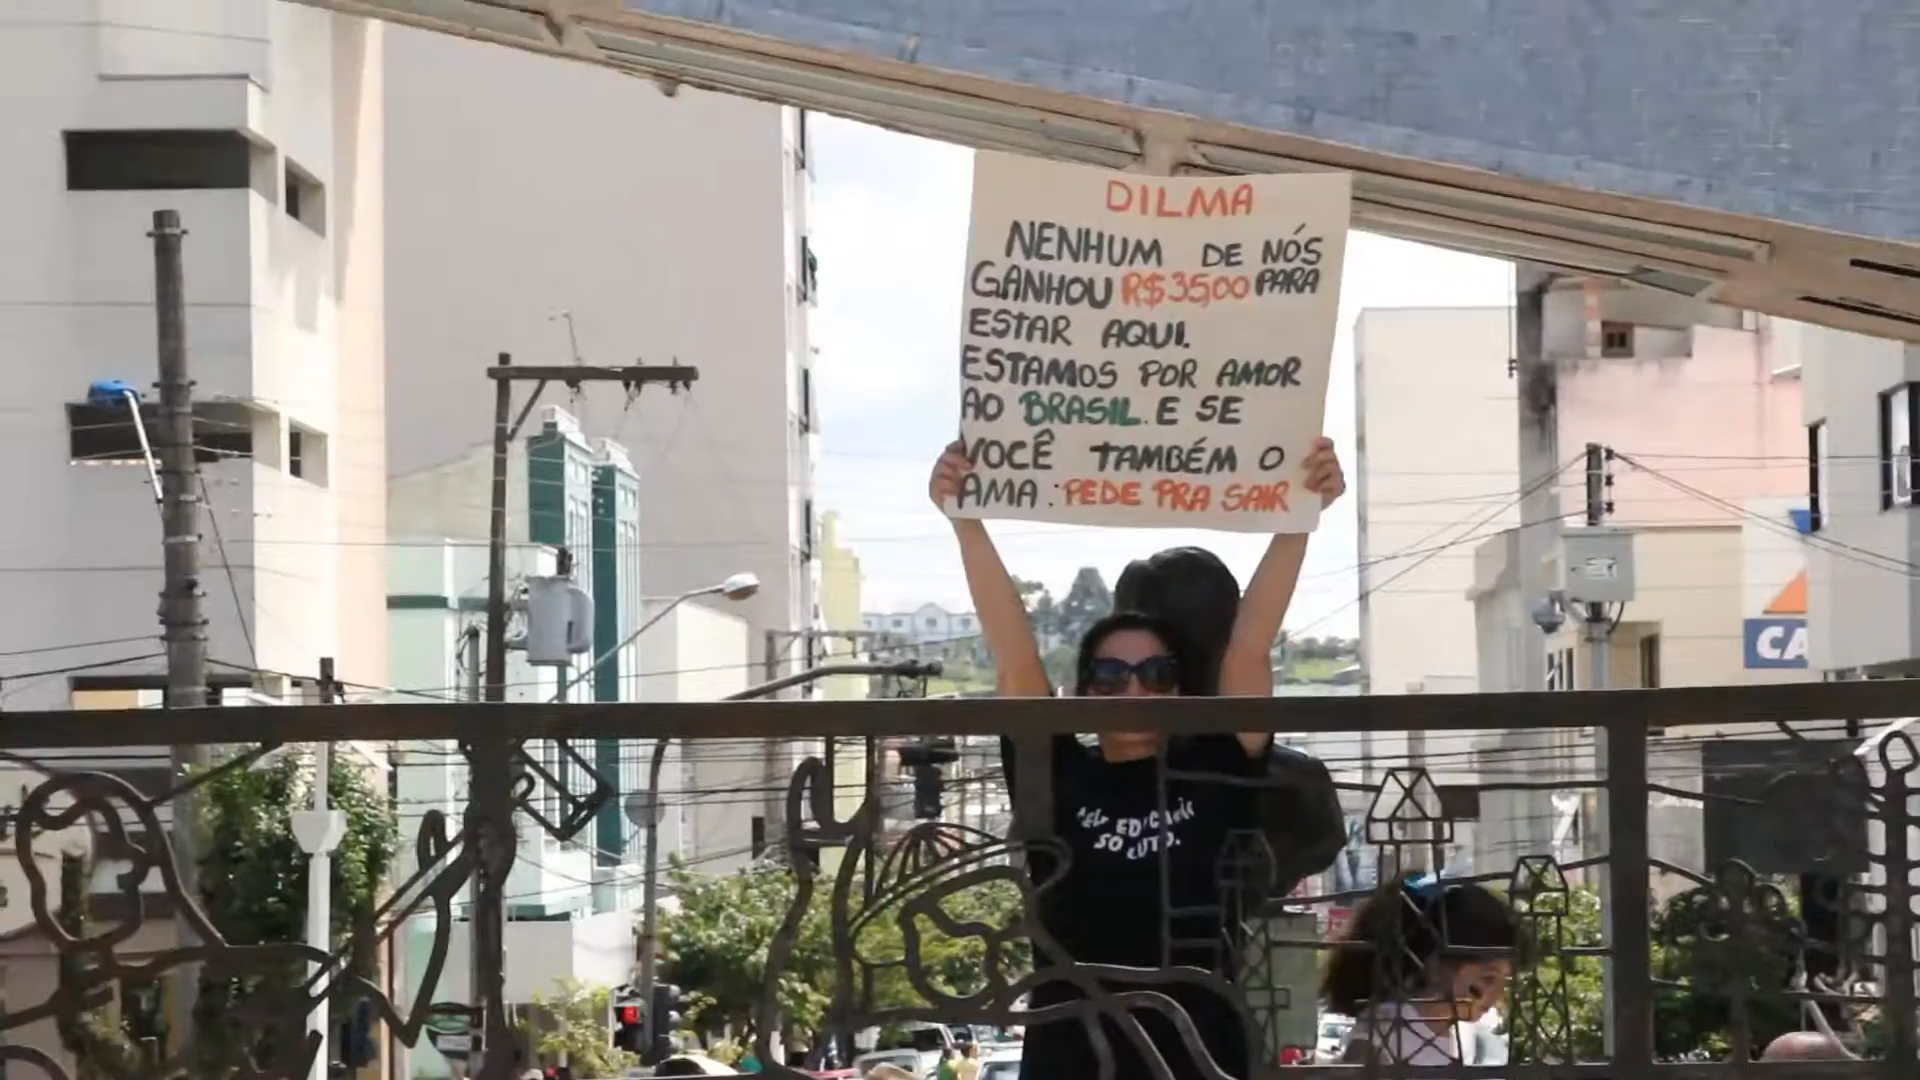 DILMA
NENHUM DE NÓS
GANHOU R$35,00 PARA
ESTAR AQUI.
ESTAMOS POR AMOR
AO BRASIL. E SE
VOCÊ TAMBÉM O
AMA: PEDE PRA SAIR
CA